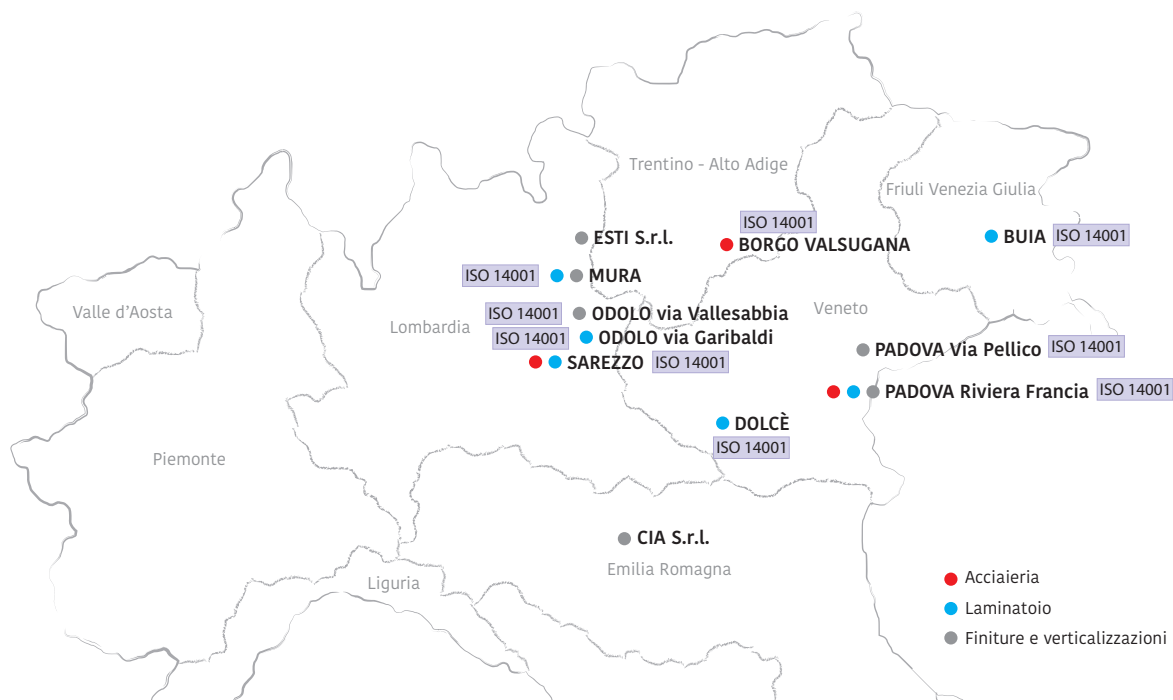 Trentino - Alto Adige
Friuli Venezia Giulia
ISO 14001
ESTI S.r.l.
BORGO VALSUGANA
BUIA ISO 14001
ISO 14001 MURA
Valle d'Aosta
ISO 14001 ODOLO via Vallesabbia
Veneto
Lombardia
ISO 14001 ODOLO via Garibaldi
PADOVA Via Pellico ISO 14001
SAREZZO ISO 14001
PADOVA Riviera Francia ISO 14001
DOLCÈ
ISO 14001
Piemonte
CIA S.r.l.
Emilia Romagna
Liguria
Acciaieria
Laminatoio
Finiture e verticalizzazioni